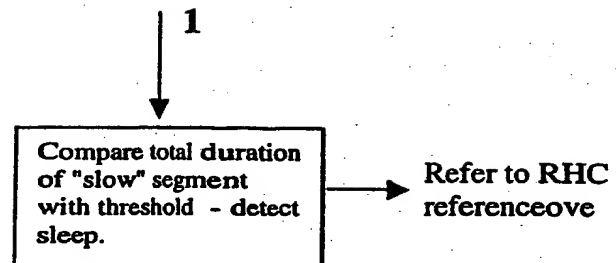 1
Compare total duration
of "slow" segment
with threshold - detect
sleep.
Refer to RHC
referenceove